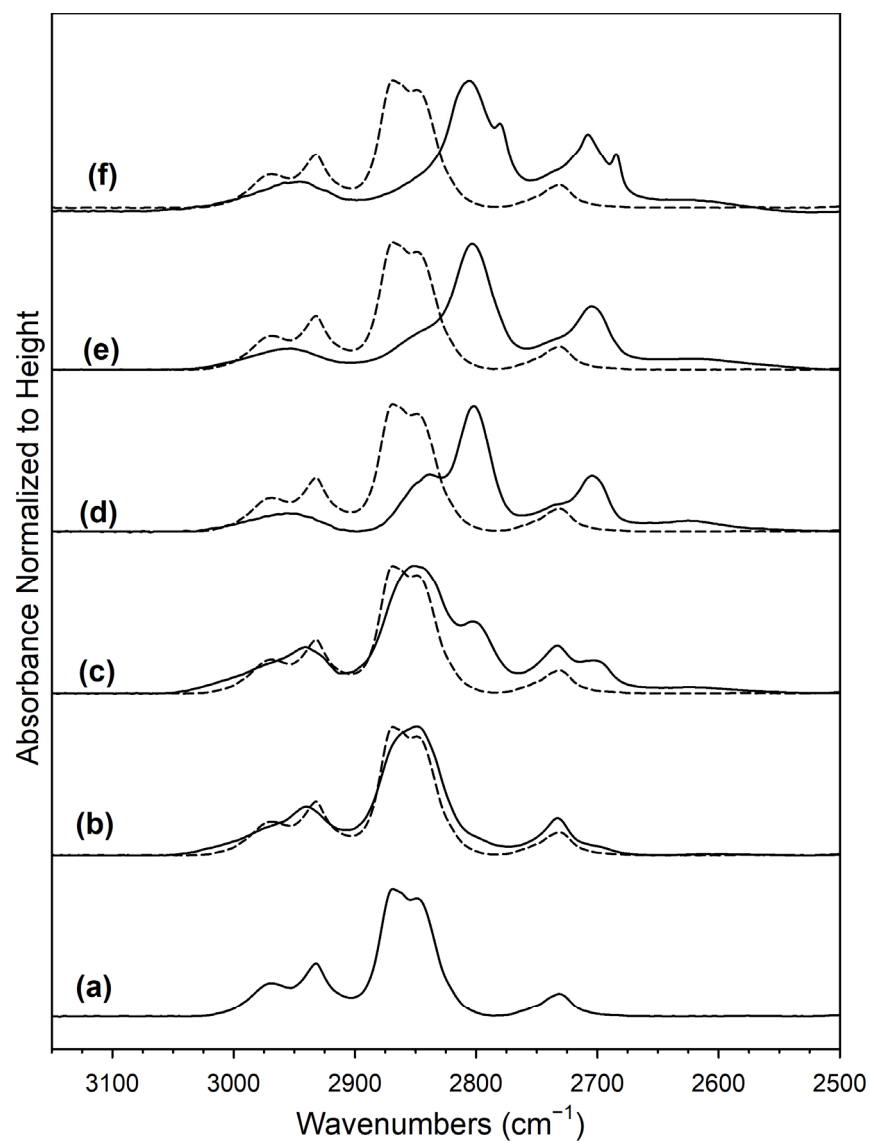 (f)
(e)
(d)
(c)
(b)
(a)
Absorbance Normalized to Height
3100 3000 2900 2800 2700 2600 2500
Wavenumbers (cm⁻¹)